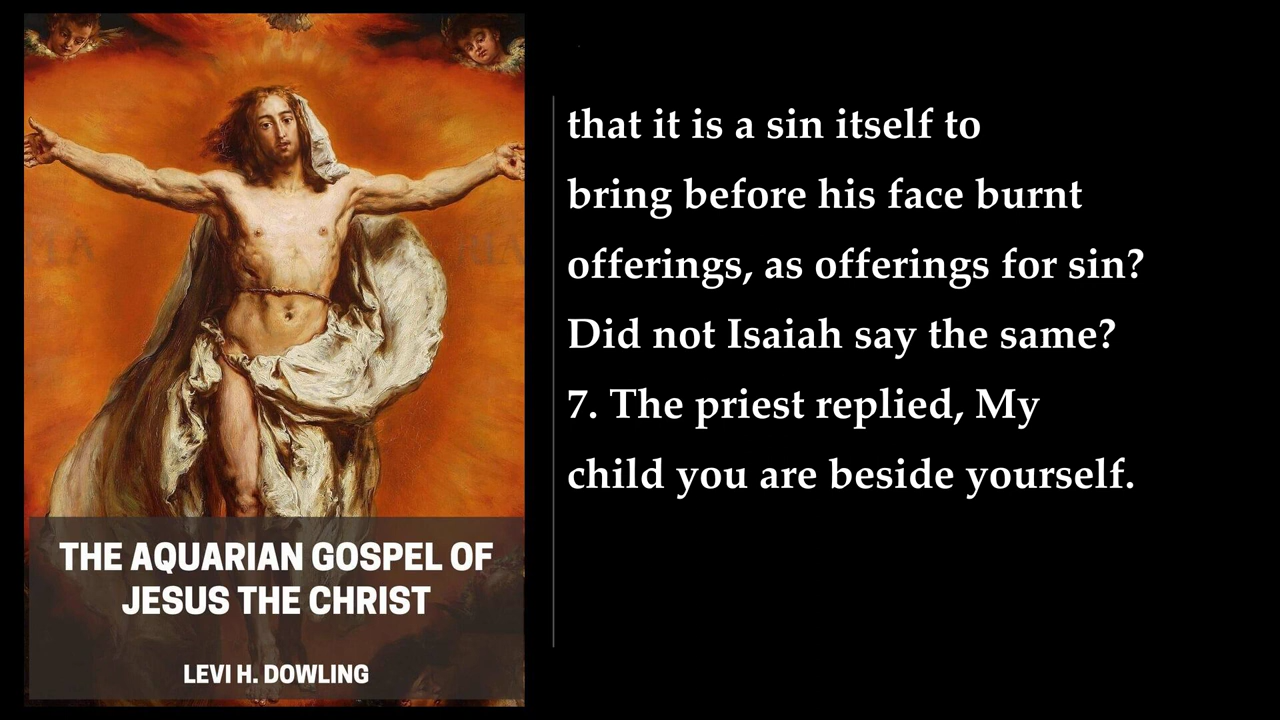 that it is a sin itself to
bring before his face burnt
offerings, as offerings for sin?
Did not Isaiah say the same?
7. The priest replied, My
child you are beside yourself.
THE AQUARIAN GOSPEL OF
JESUS THE CHRIST
LEVI H. DOWLING